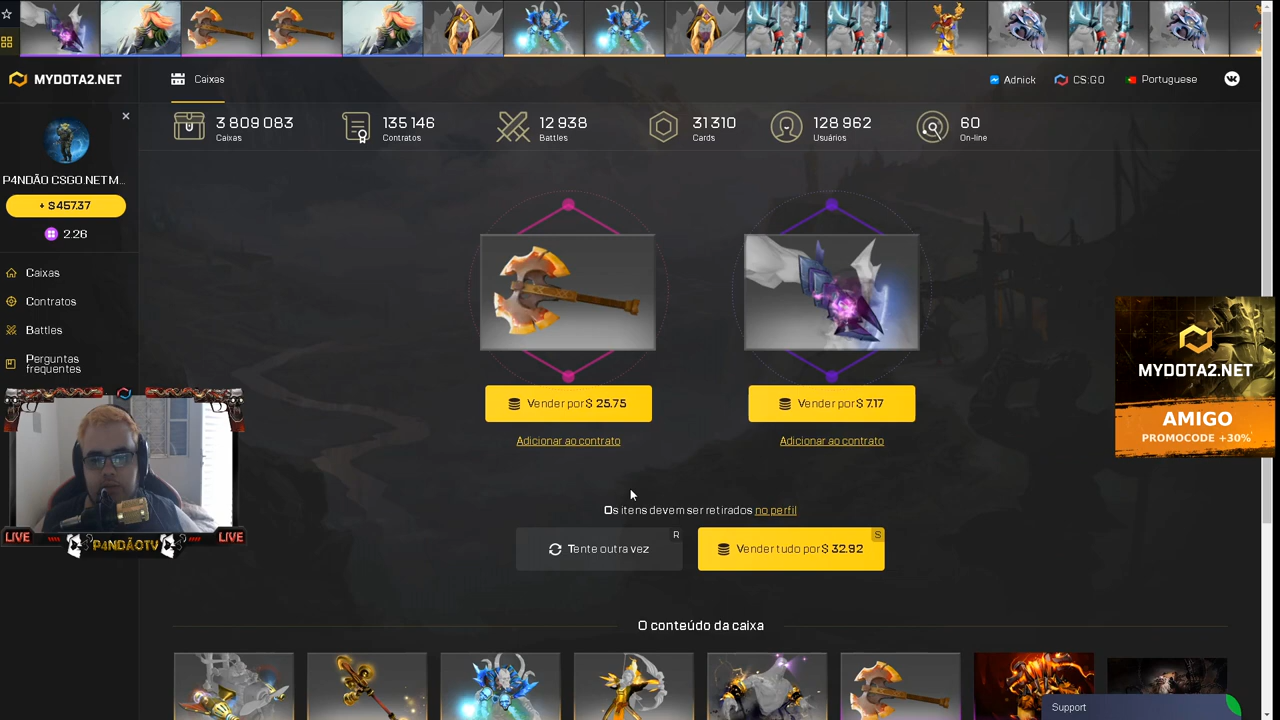 MYDOTA2.NET
Caixas
Adnick
CS:GO
Portuguese
3 809 083
Caixas
135 146
Contratos
12 938
Battles
31 310
Cards
128 962
Usuários
60
On-line
P4NDÃO CSGO NET M...
+ $ 457.37
2.26
Caixas
Contratos
Battles
Perguntas
frequentes
Vender por $ 25.75
Vender por $ 7.17
Adicionar ao contrato
Adicionar ao contrato
MYDOTA2.NET
AMIGO
PROMOCODE +30%
Os itens devem ser retirados no perfil
Tente outra vez
R
Vender tudo por $ 32.92
S
LIVE
P4NDÃOTV
LIVE
O conteúdo da caixa
Support